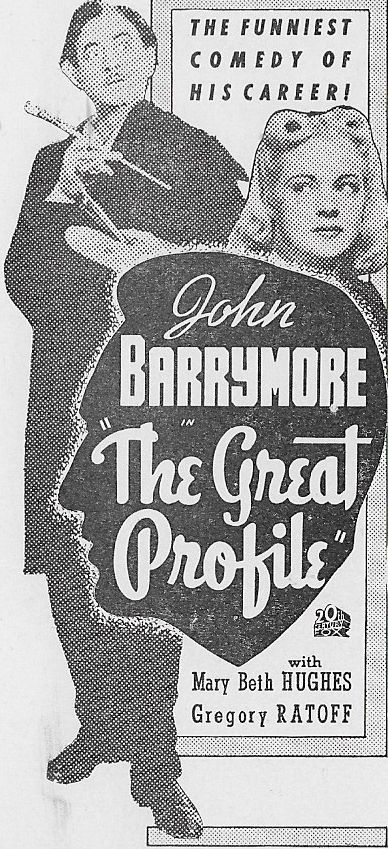 THE FUNNIEST
COMEDY OF
HIS CAREER!
John
BARRYMORE
IN
"The Great
Profile"
20th
CENTURY
FOX
with
Mary Beth HUGHES
Gregory RATOFF